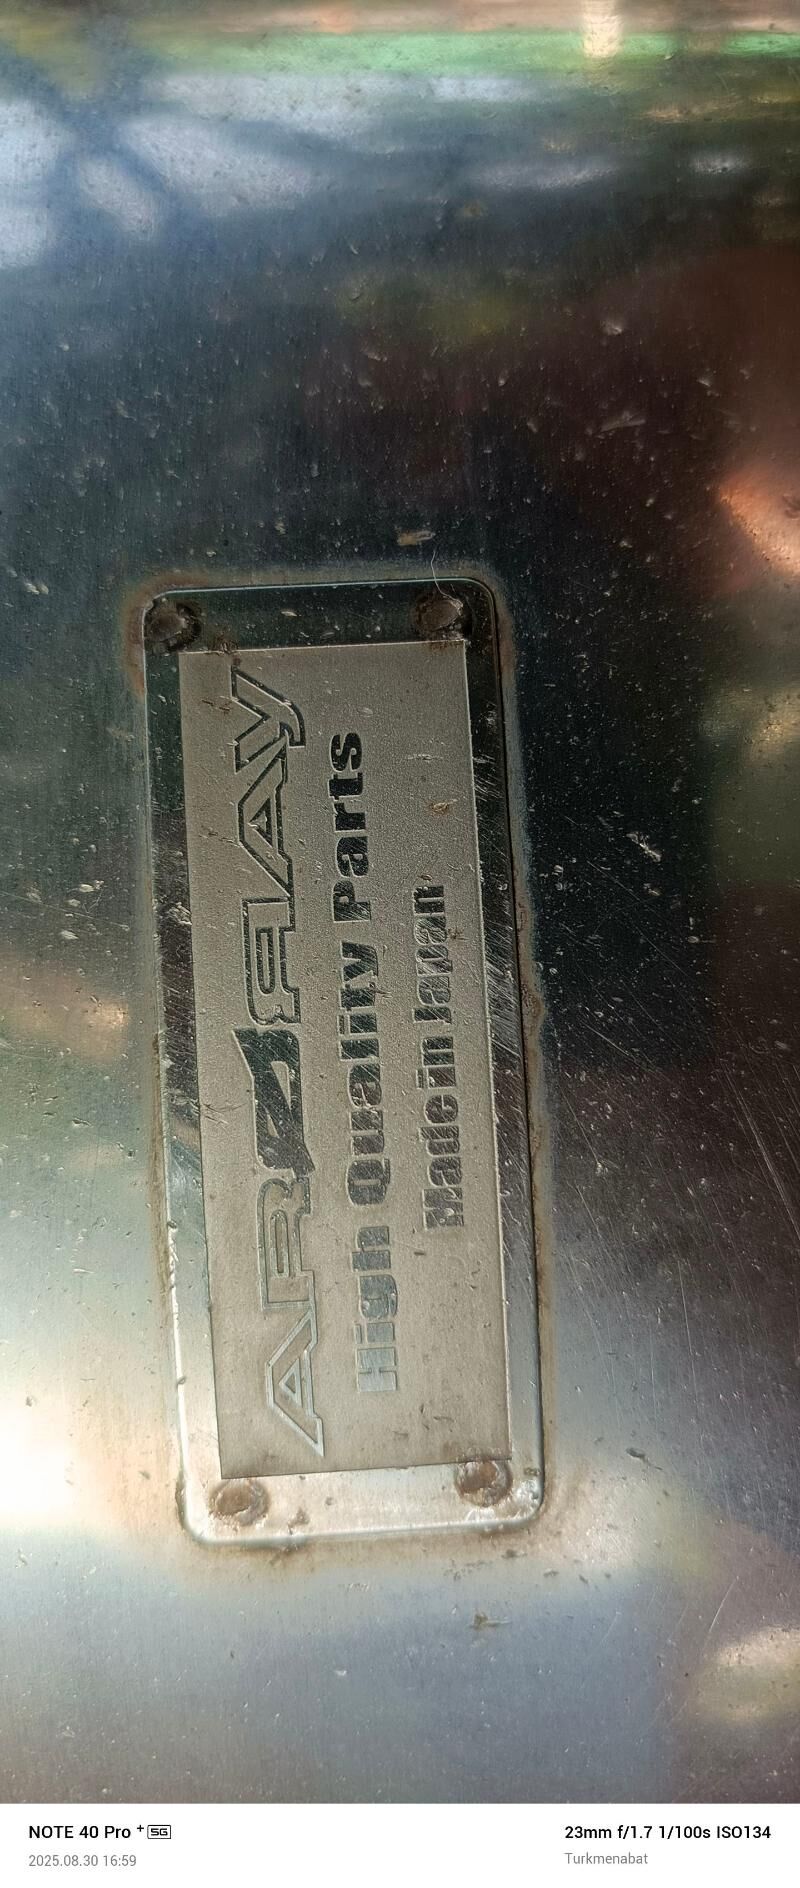 ARQRAY
High Quality Parts
Made in Japan
NOTE 40 Pro+ 5G
2025.08.30 16:59
23mm f/1.7 1/100s ISO134
Turkmenabat